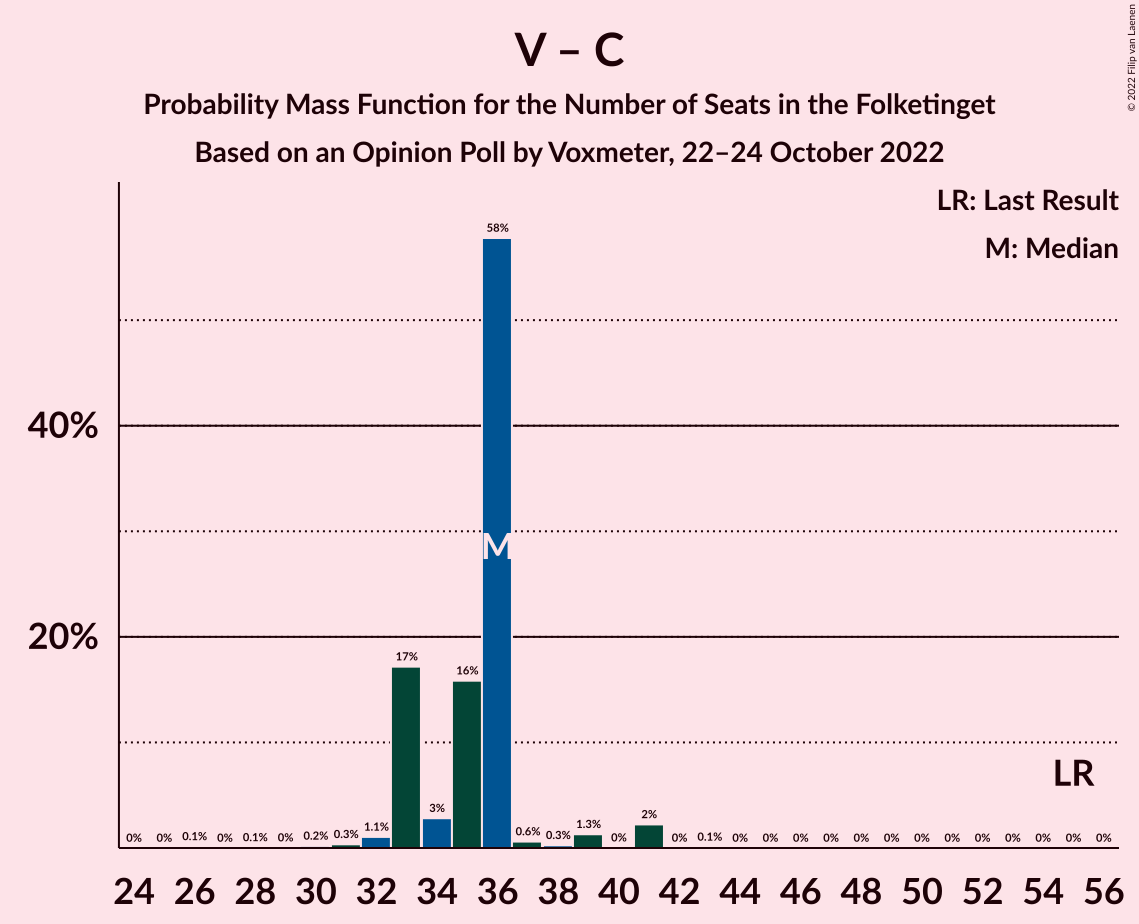 V – C
Probability Mass Function for the Number of Seats in the Folketinget
Based on an Opinion Poll by Voxmeter, 22–24 October 2022
© 2022 Filip van Laenen
LR: Last Result
M: Median
58%
40%
M
20%
17%
16%
LR
0% 0% 0.1% 0% 0.1% 0% 0.2% 0.3% 1.1% 3% 0.6% 0.3% 1.3% 0% 2% 0% 0.1% 0% 0% 0% 0% 0% 0% 0% 0% 0% 0% 0% 0% 0%
24 26 28 30 32 34 36 38 40 42 44 46 48 50 52 54 56